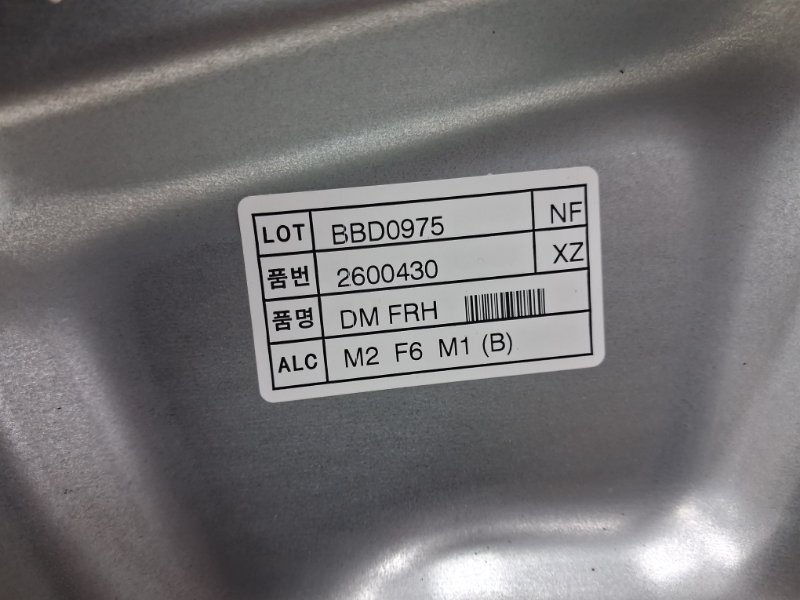 LOT BBD0975 NF
품번 2600430 XZ
품명 DM FRH
ALC M2 F6 M1 (B)